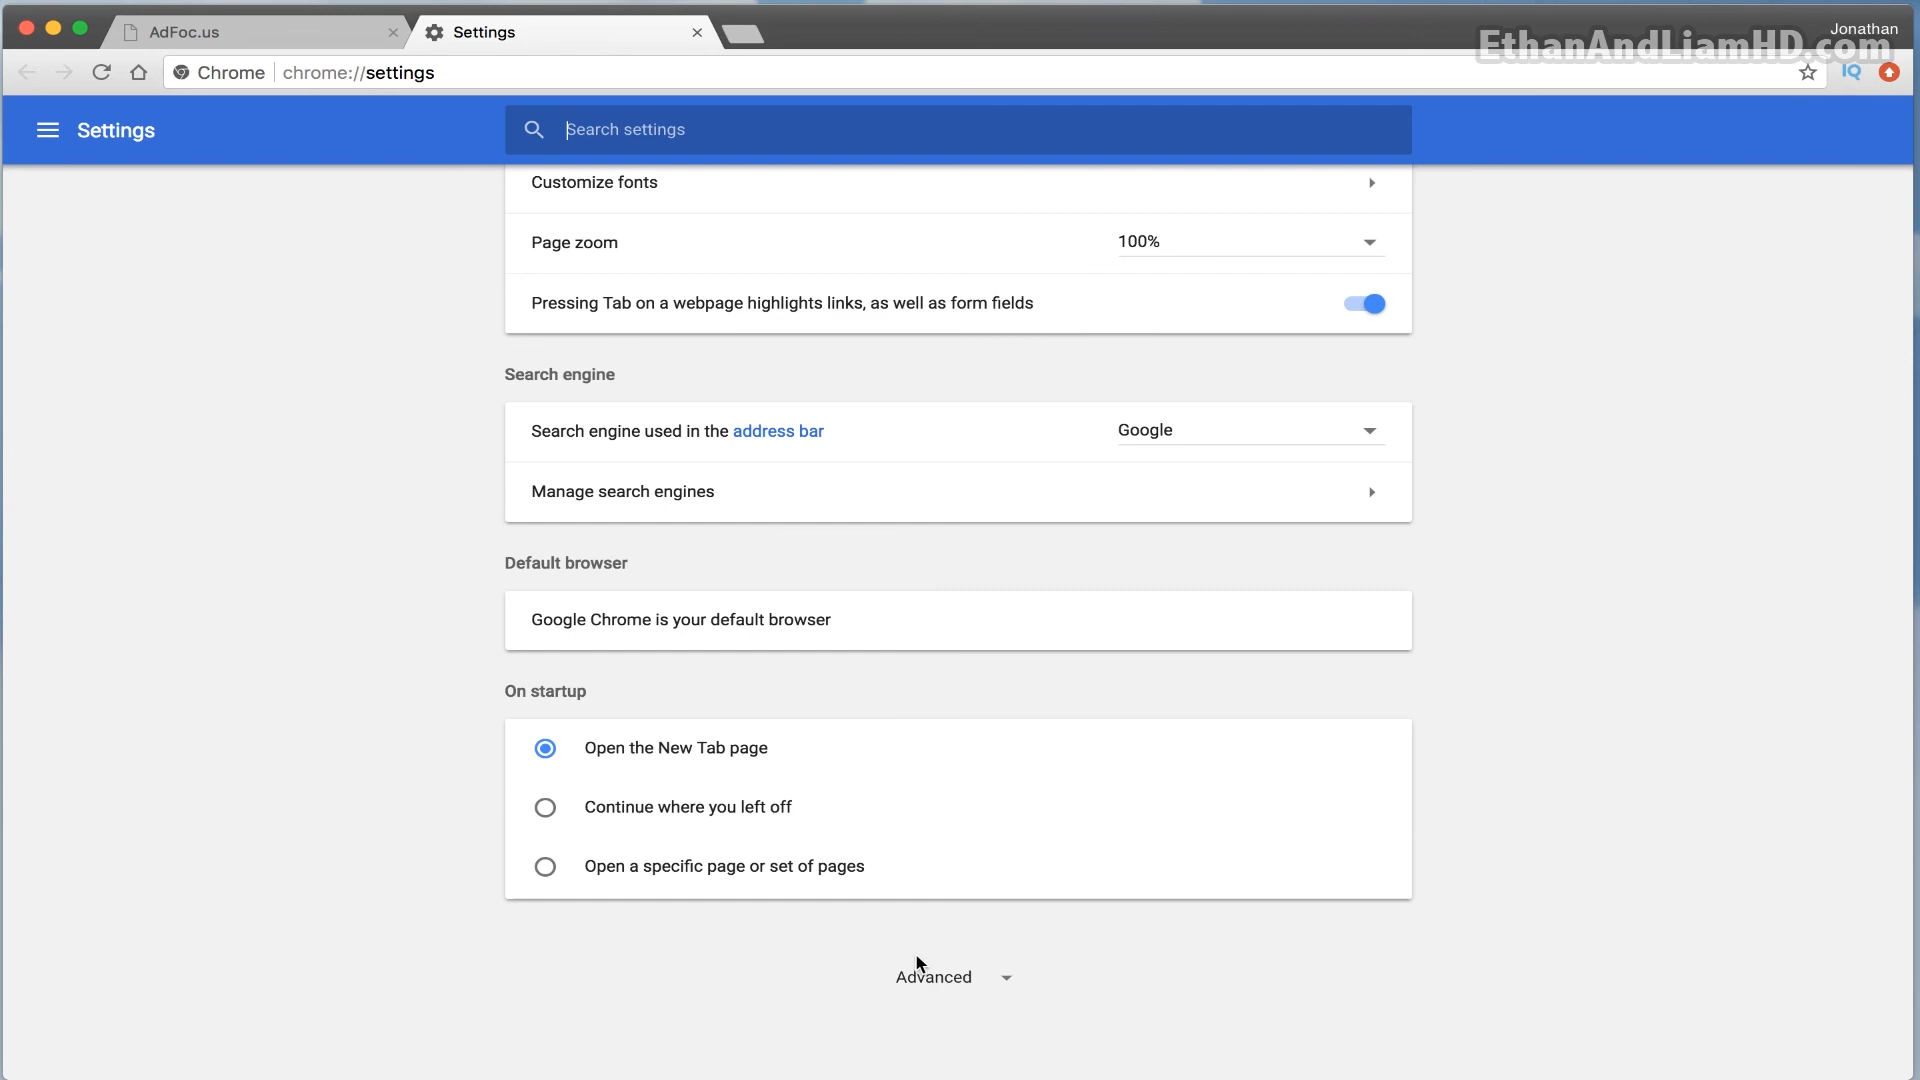 AdFoc.us
Settings
Jonathan
EthanAndLiamHD.com
Chrome
chrome://settings
IQ
Settings
Search settings
Customize fonts
Page zoom
100%
Pressing Tab on a webpage highlights links, as well as form fields
Search engine
Search engine used in the address bar
Google
Manage search engines
Default browser
Google Chrome is your default browser
On startup
Open the New Tab page
Continue where you left off
Open a specific page or set of pages
Advanced